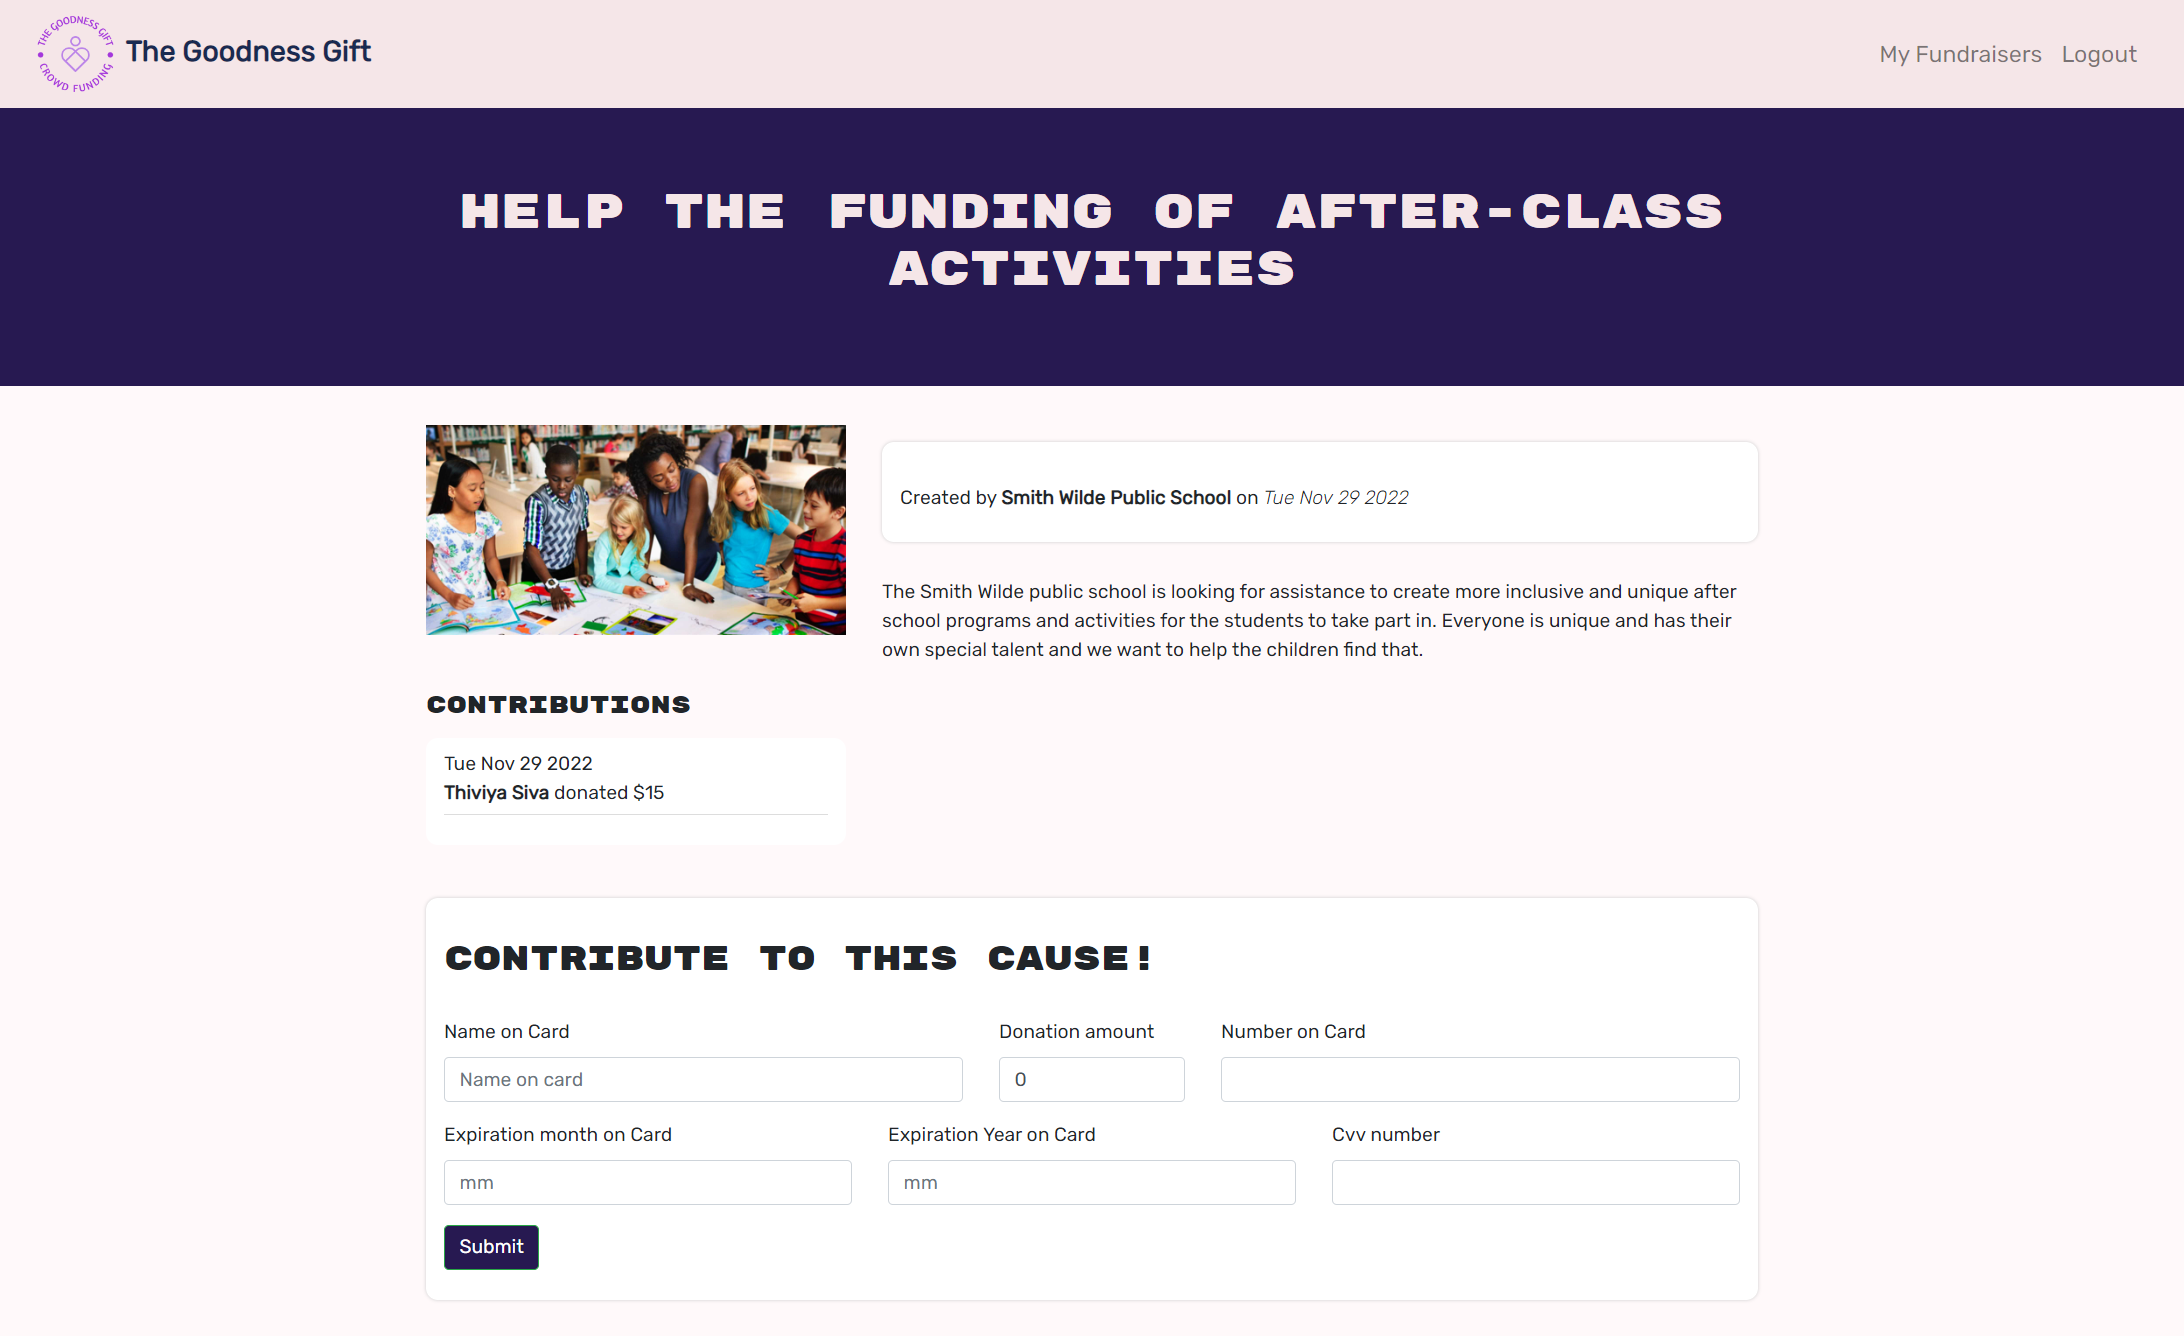 THE GOODNESS GIFT
CROWD FUNDING
The Goodness Gift
My Fundraisers
Logout
HELP THE FUNDING OF AFTER-CLASS
ACTIVITIES
Created by Smith Wilde Public School on Tue Nov 29 2022
The Smith Wilde public school is looking for assistance to create more inclusive and unique after
school programs and activities for the students to take part in. Everyone is unique and has their
own special talent and we want to help the children find that.
CONTRIBUTIONS
Tue Nov 29 2022
Thiviya Siva donated $15
CONTRIBUTE TO THIS CAUSE!
Name on Card
Donation amount
Number on Card
Name on card
0
Expiration month on Card
Expiration Year on Card
Cvv number
mm
mm
Submit